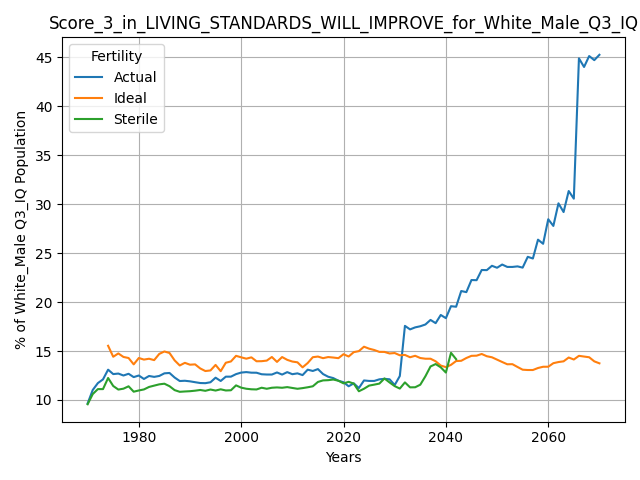 Score_3_in_LIVING_STANDARDS_WILL_IMPROVE_for_White_Male_Q3_IQ
Fertility
Actual
Ideal
Sterile
% of White_Male Q3_IQ Population
45
40
35
30
25
20
15
10
1980 2000 2020 2040 2060
Years